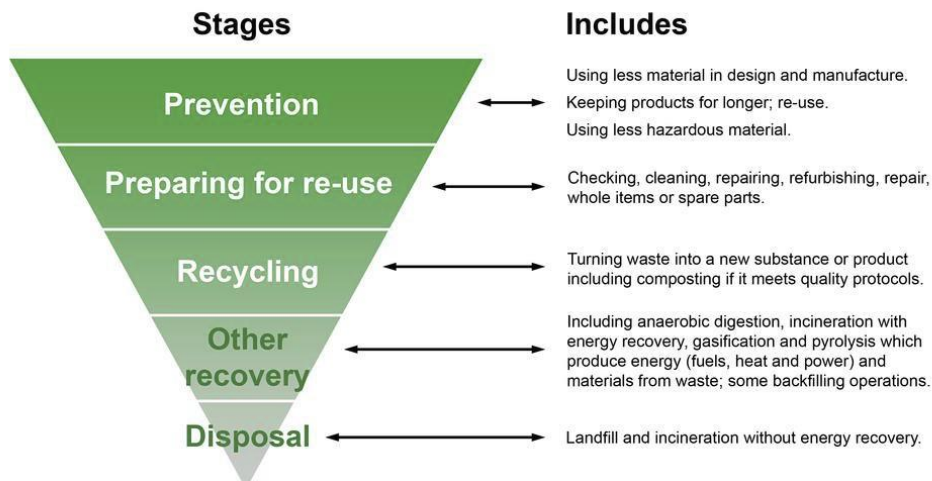 Stages
Includes
Prevention
Using less material in design and manufacture.
Keeping products for longer; re-use.
Using less hazardous material.
Preparing for re-use
Checking, cleaning, repairing, refurbishing, repair,
whole items or spare parts.
Recycling
Turning waste into a new substance or product
including composting if it meets quality protocols.
Other
recovery
Including anaerobic digestion, incineration with
energy recovery, gasification and pyrolysis which
produce energy (fuels, heat and power) and
materials from waste; some backfilling operations.
Disposal
Landfill and incineration without energy recovery.